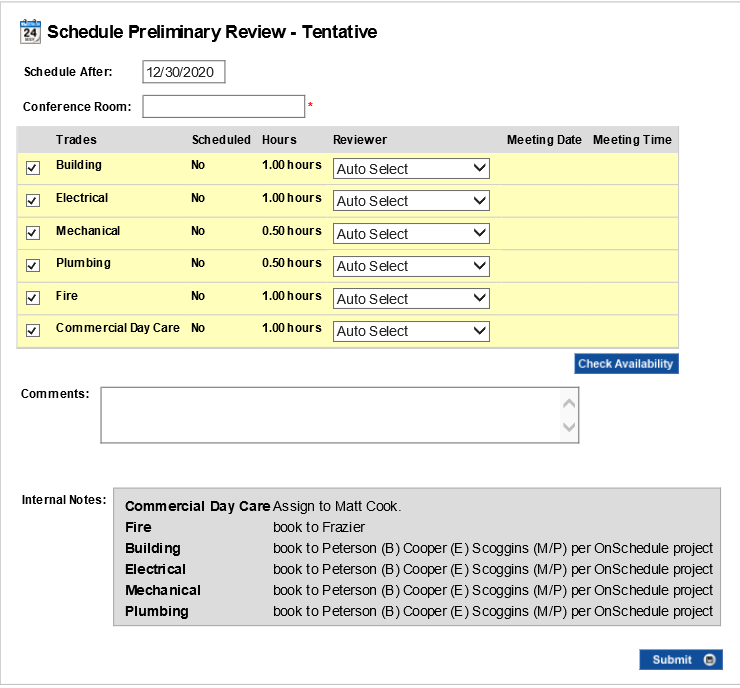 24
Schedule Preliminary Review - Tentative
Schedule After: 12/30/2020
Conference Room: *
Trades Scheduled Hours Reviewer Meeting Date Meeting Time
Building No 1.00 hours Auto Select
Electrical No 1.00 hours Auto Select
Mechanical No 0.50 hours Auto Select
Plumbing No 0.50 hours Auto Select
Fire No 1.00 hours Auto Select
Commercial Day Care No 1.00 hours Auto Select
Check Availability
Comments:
Internal Notes:
Commercial Day Care Assign to Matt Cook.
Fire book to Frazier
Building book to Peterson (B) Cooper (E) Scoggins (M/P) per OnSchedule project
Electrical book to Peterson (B) Cooper (E) Scoggins (M/P) per OnSchedule project
Mechanical book to Peterson (B) Cooper (E) Scoggins (M/P) per OnSchedule project
Plumbing book to Peterson (B) Cooper (E) Scoggins (M/P) per OnSchedule project
Submit